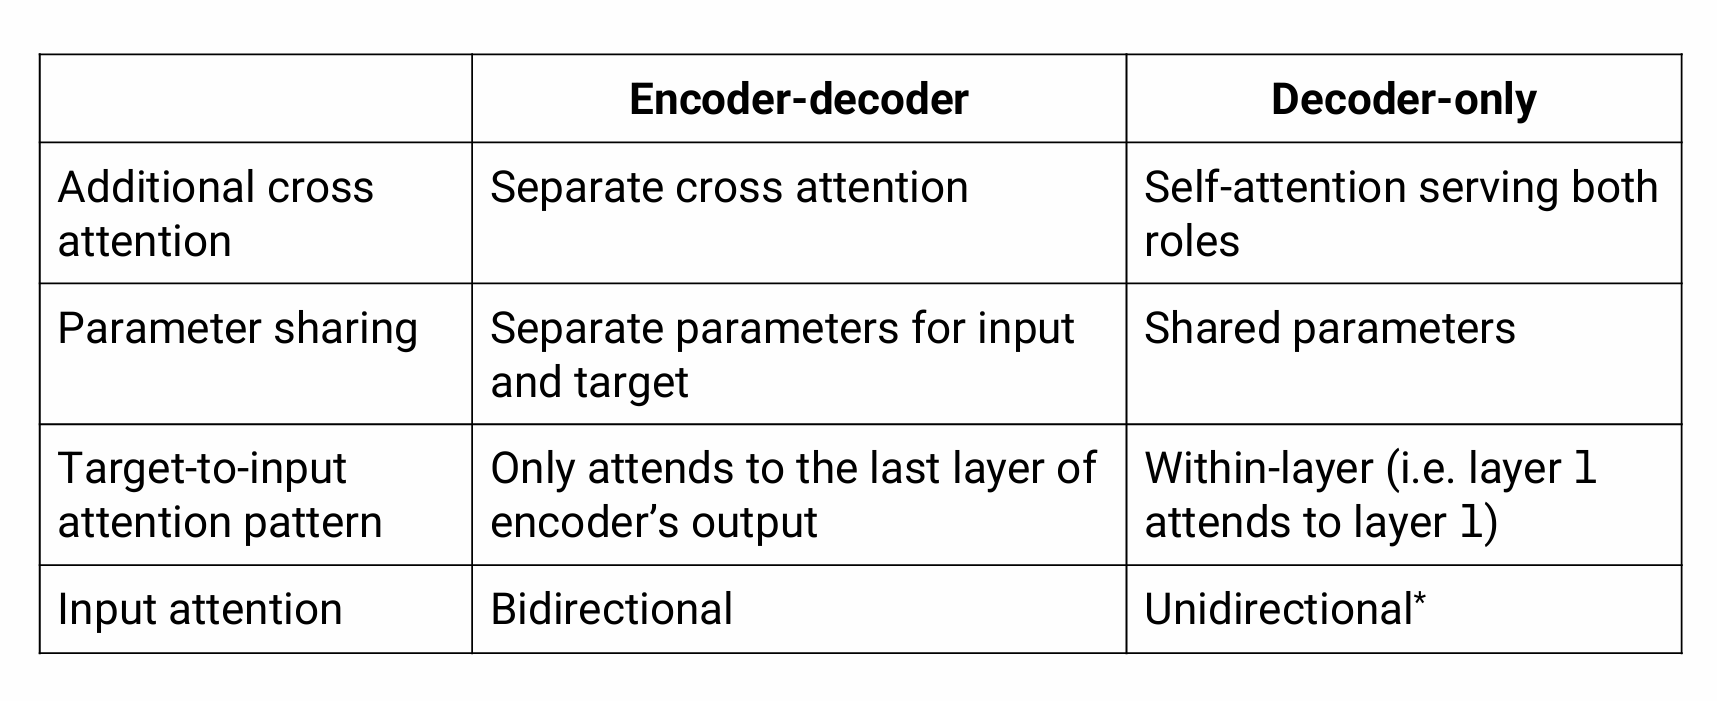 Encoder-decoder Decoder-only
Additional cross attention Separate cross attention Self-attention serving both roles
Parameter sharing Separate parameters for input and target Shared parameters
Target-to-input attention pattern Only attends to the last layer of encoder’s output Within-layer (i.e. layer l attends to layer l)
Input attention Bidirectional Unidirectional*